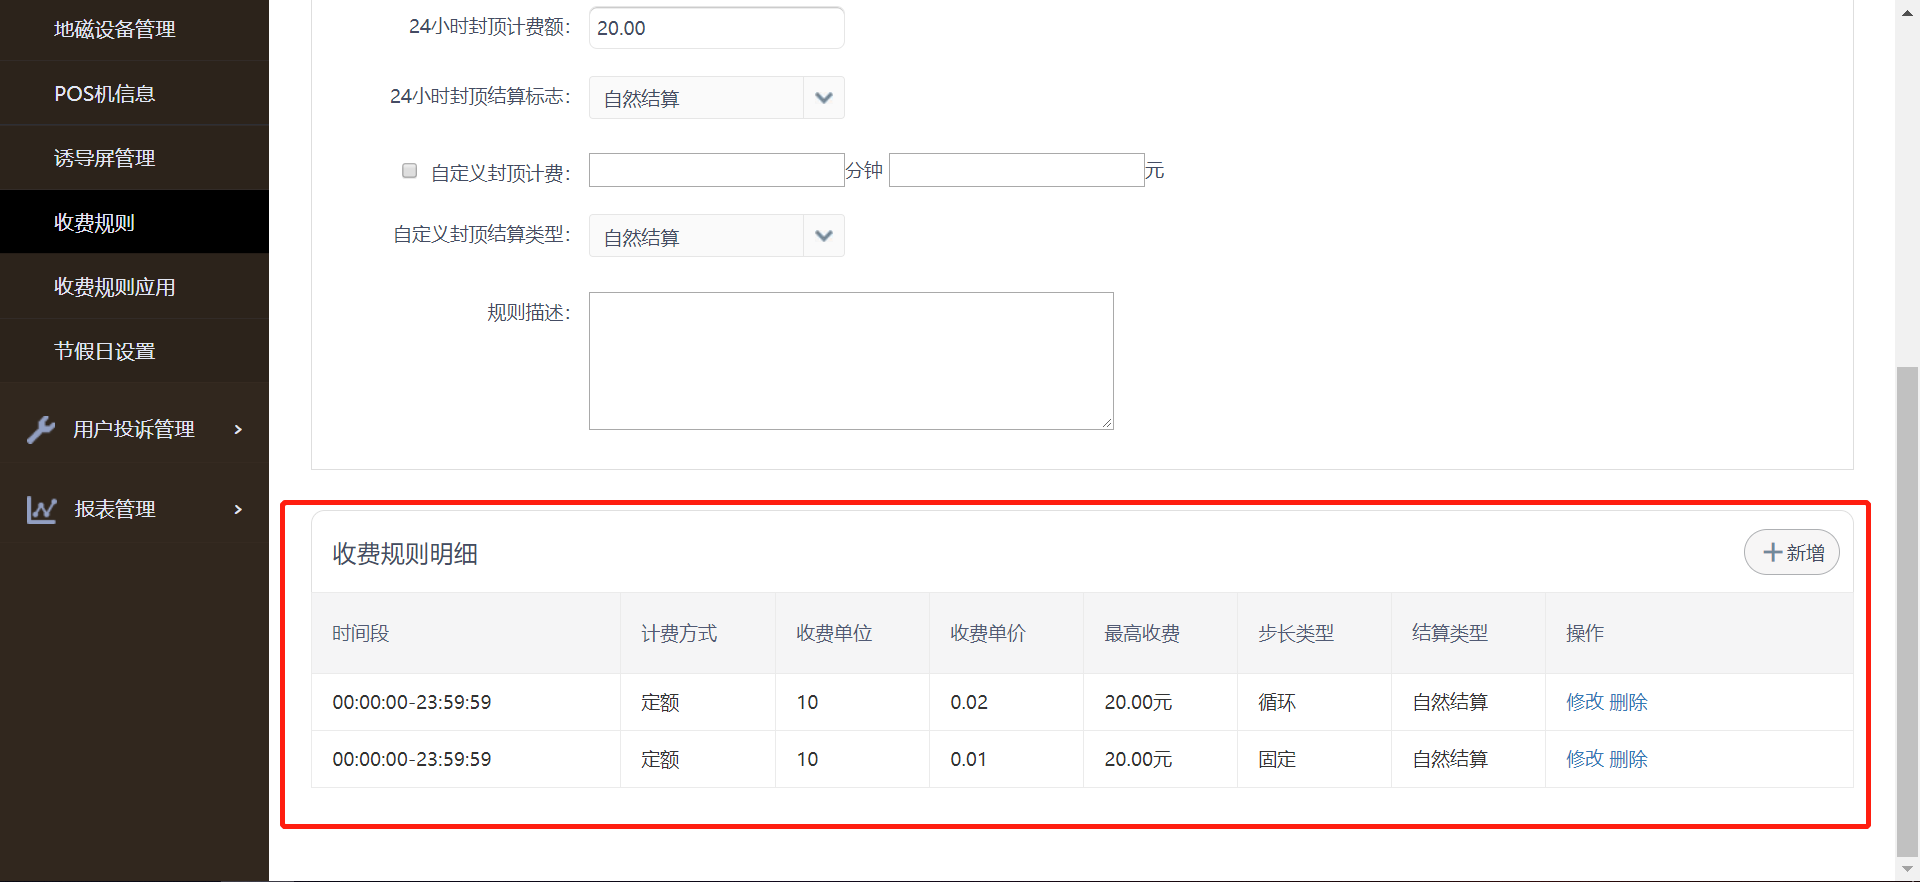 地磁设备管理
POS机信息
诱导屏管理
收费规则
收费规则应用
节假日设置
用户投诉管理
报表管理
24小时封顶计费额： 20.00
24小时封顶结算标志： 自然结算
自定义封顶计费： 分钟 元
自定义封顶结算类型： 自然结算
规则描述：
收费规则明细 新增
时间段 计费方式 收费单位 收费单价 最高收费 步长类型 结算类型 操作
00:00:00-23:59:59 定额 10 0.02 20.00元 循环 自然结算 修改 删除
00:00:00-23:59:59 定额 10 0.01 20.00元 固定 自然结算 修改 删除